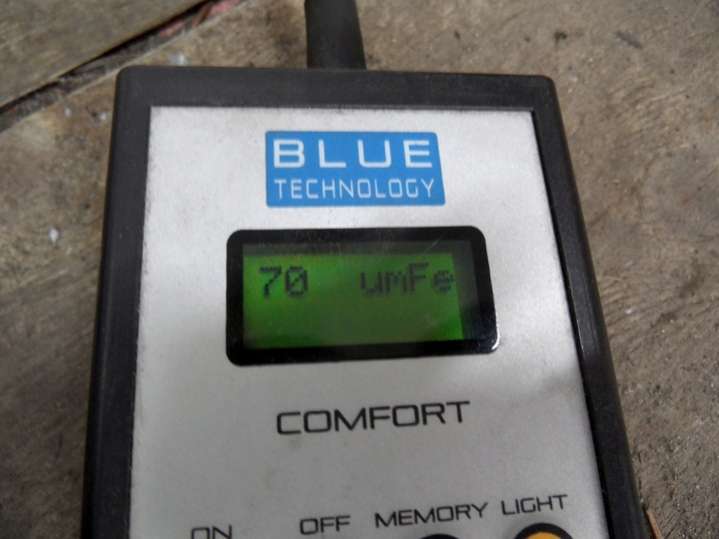 BLUE
TECHNOLOGY
70 umFe
COMFORT
ON OFF MEMORY LIGHT